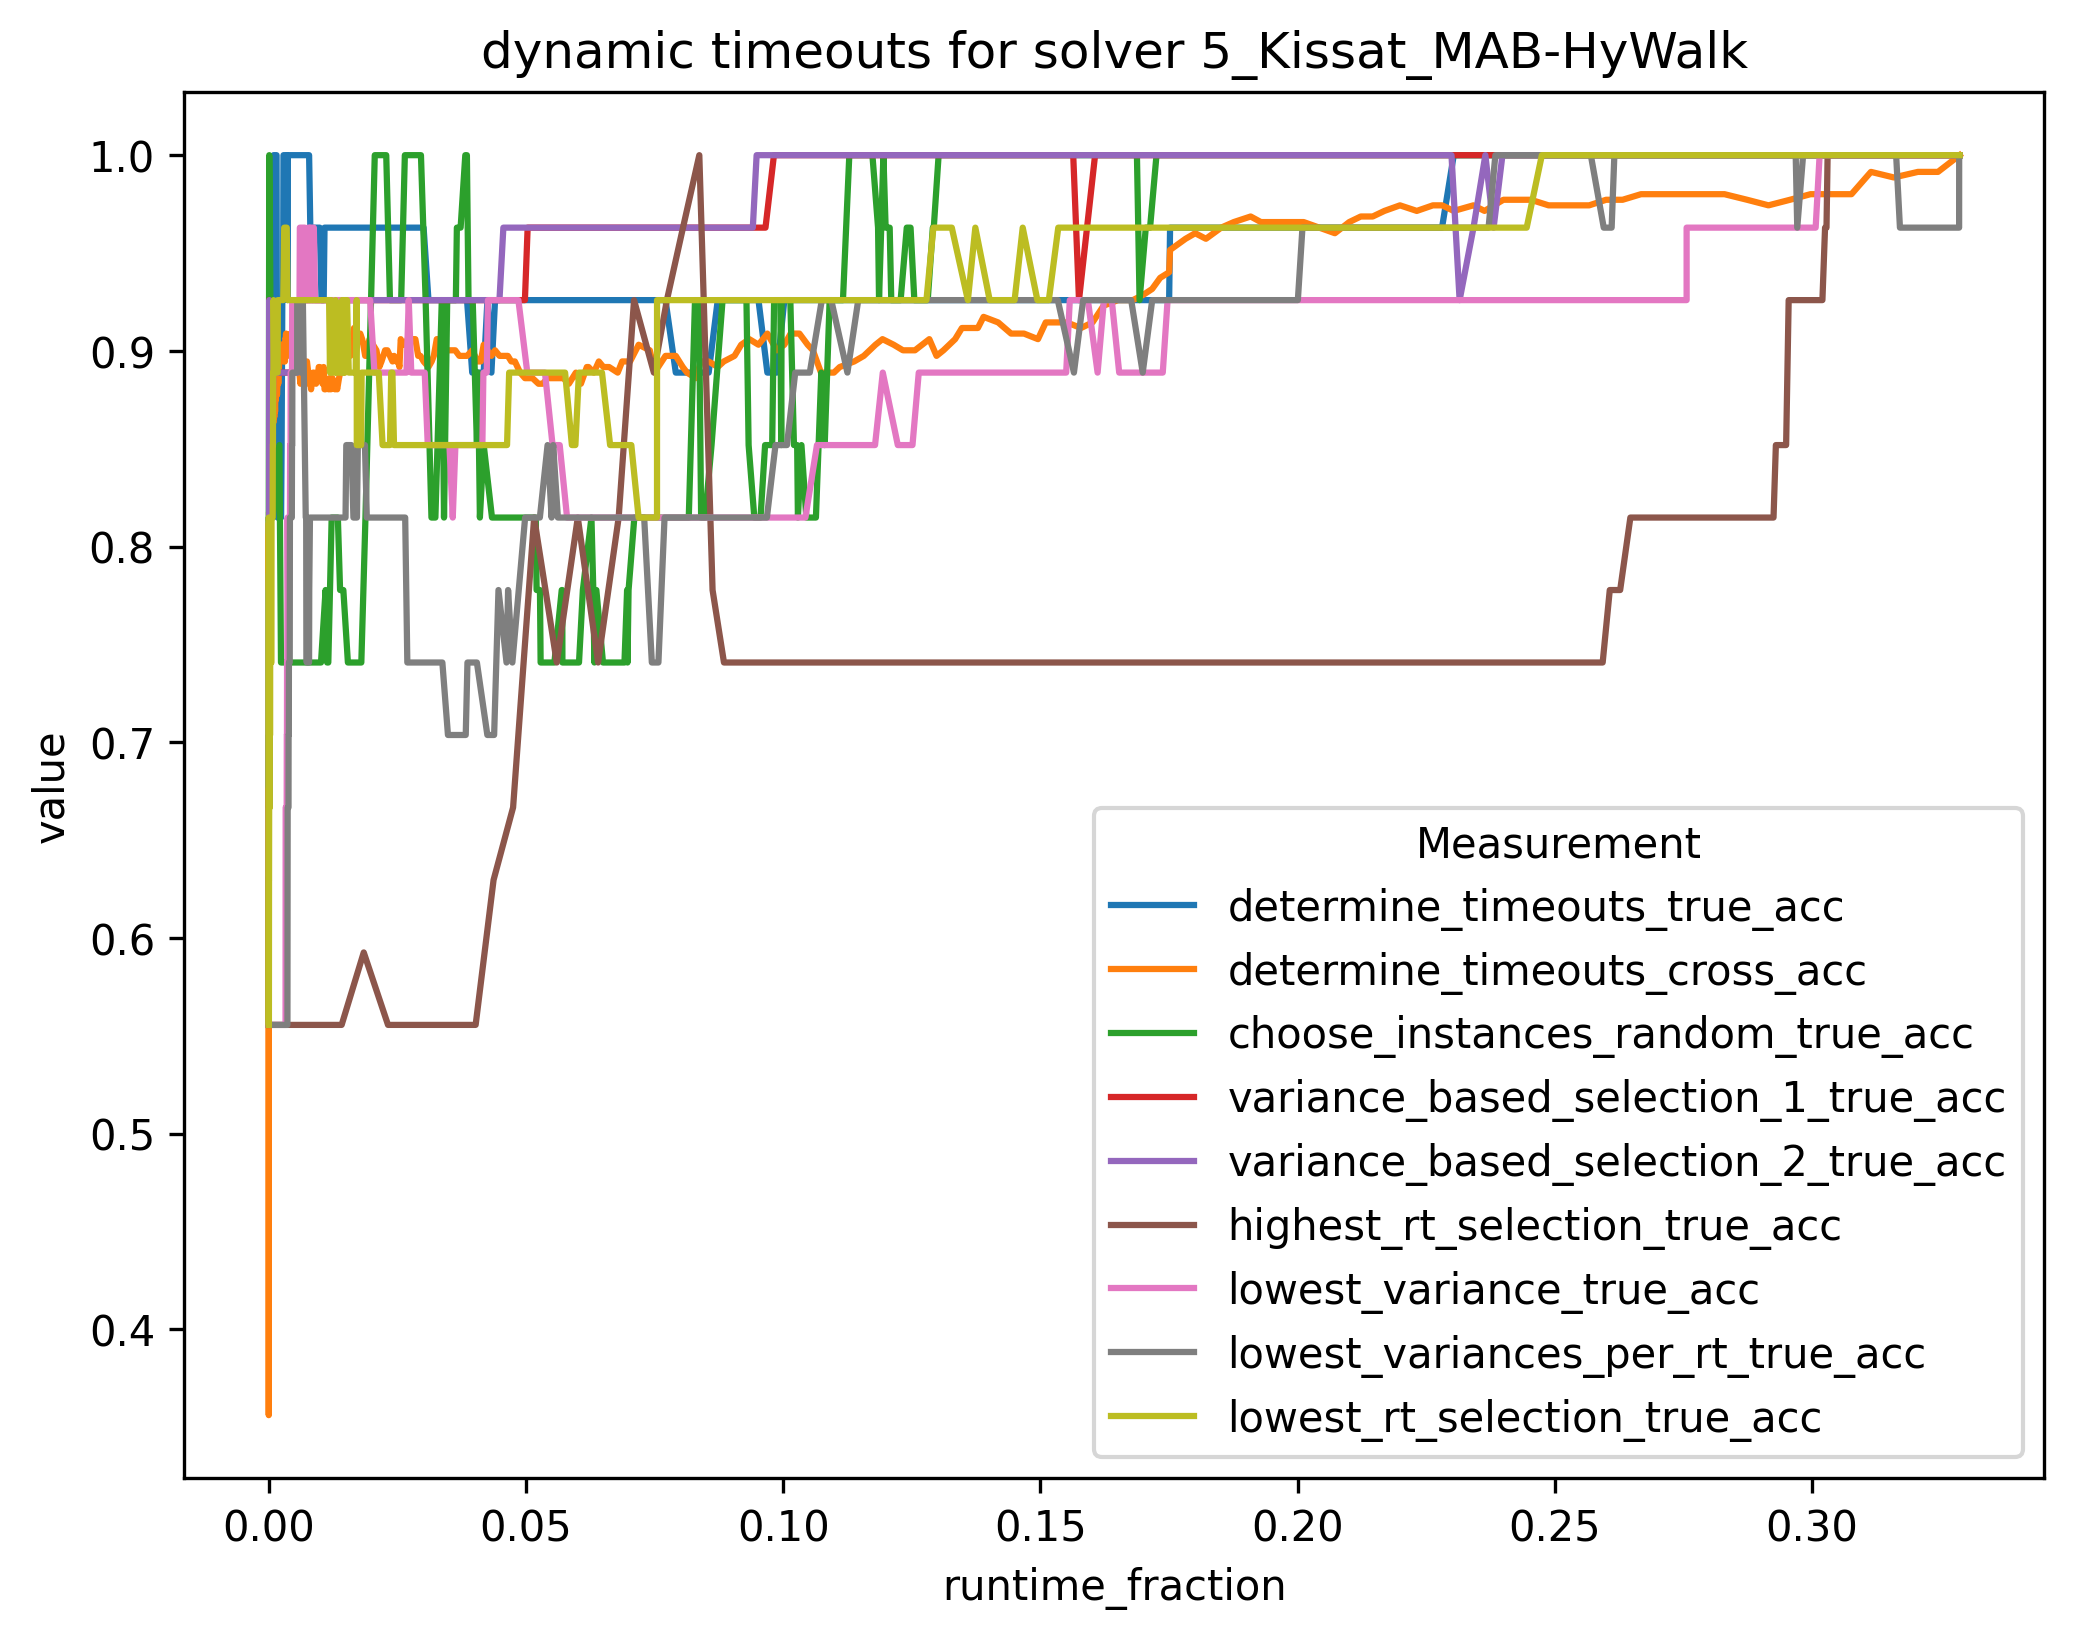 dynamic timeouts for solver 5_Kissat_MAB-HyWalk
1.0
0.9
0.8
0.7
0.6
0.5
0.4
value
0.00 0.05 0.10 0.15 0.20 0.25 0.30
runtime_fraction
Measurement
determine_timeouts_true_acc
determine_timeouts_cross_acc
choose_instances_random_true_acc
variance_based_selection_1_true_acc
variance_based_selection_2_true_acc
highest_rt_selection_true_acc
lowest_variance_true_acc
lowest_variances_per_rt_true_acc
lowest_rt_selection_true_acc